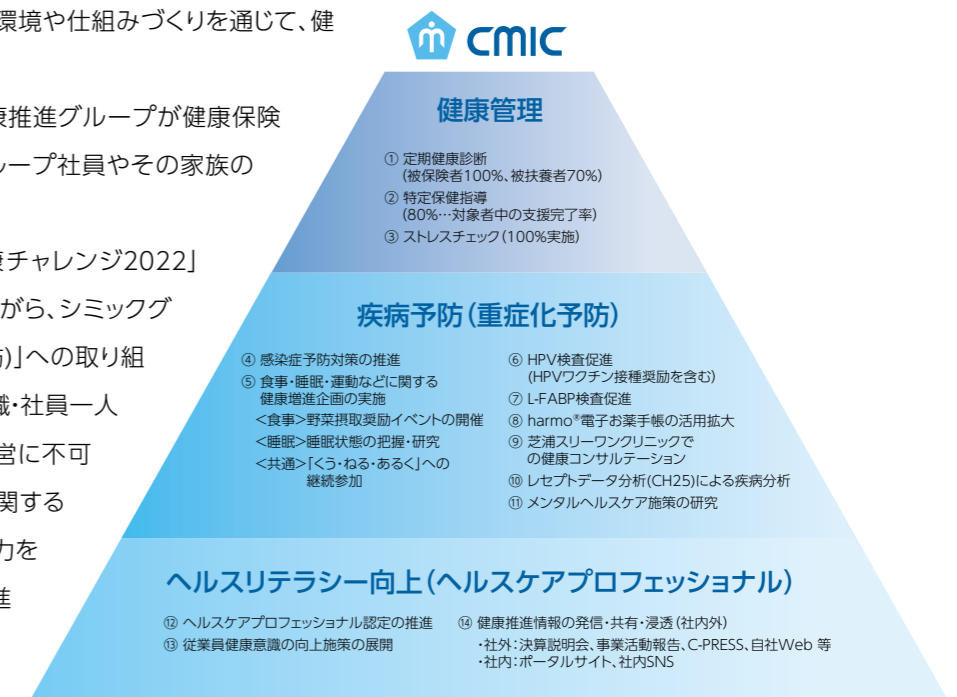 環境や仕組みづくりを通じて、健
康推進グループが健康保険
ループ社員やその家族の
康チャレンジ2022」
がら、シミックグ
防)」への取り組
職・社員一人
営に不可
関する
力を
進
CMIC
健康管理
① 定期健康診断
(被保険者100%、被扶養者70%)
② 特定保健指導
(80%…対象者中の支援完了率)
③ ストレスチェック(100%実施)
疾病予防(重症化予防)
④ 感染症予防対策の推進
⑤ 食事・睡眠・運動などに関する
健康増進企画の実施
<食事>野菜摂取奨励イベントの開催
<睡眠>睡眠状態の把握・研究
<共通>「くう・ねる・あるく」への
継続参加
⑥ HPV検査促進
(HPVワクチン接種奨励を含む)
⑦ L-FABP検査促進
⑧ harmo®電子お薬手帳の活用拡大
⑨ 芝浦スリーワンクリニックで
の健康コンサルテーション
⑩ レセプトデータ分析(CH25)による疾病分析
⑪ メンタルヘルスケア施策の研究
ヘルスリテラシー向上(ヘルスケアプロフェッショナル)
⑫ ヘルスケアプロフェッショナル認定の推進
⑬ 従業員健康意識の向上施策の展開
⑭ 健康推進情報の発信・共有・浸透(社内外)
・社外:決算説明会、事業活動報告、C-PRESS、自社Web 等
・社内:ポータルサイト、社内SNS